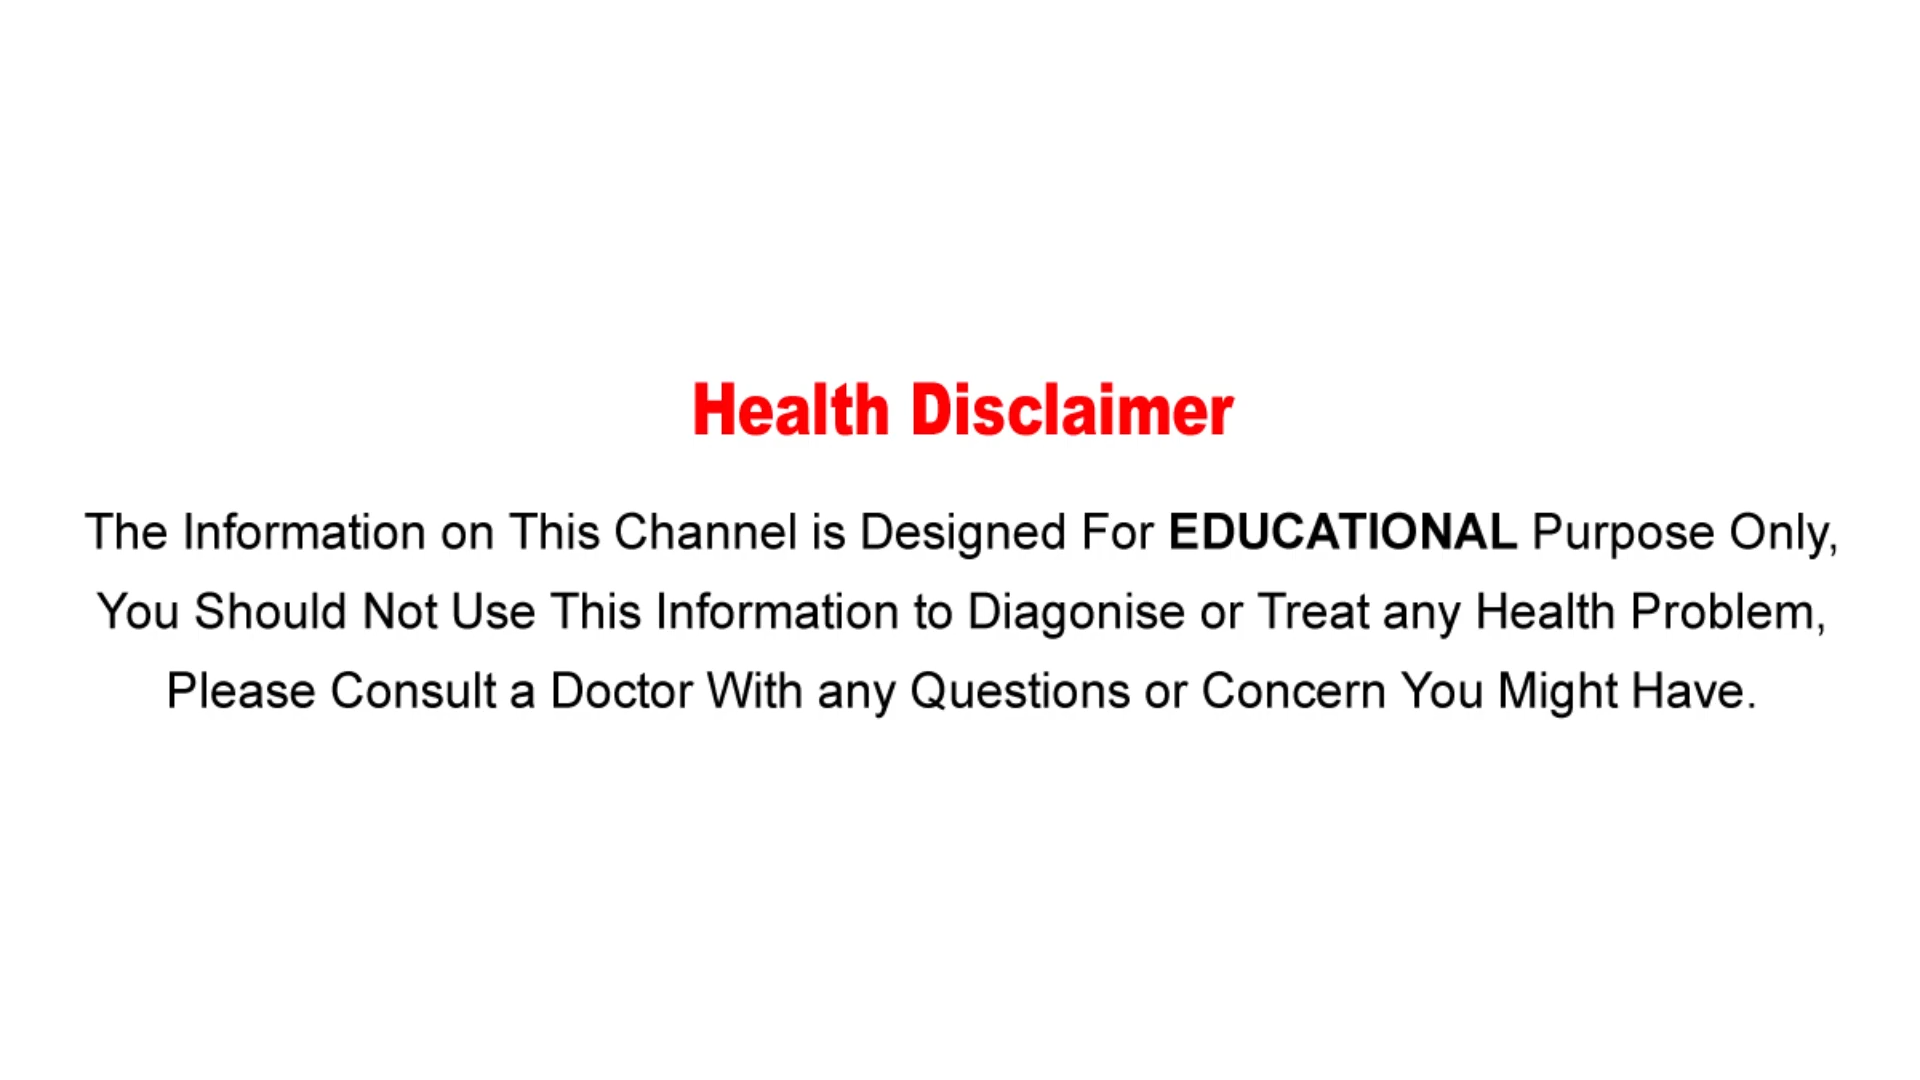 Health Disclaimer
The Information on This Channel is Designed For EDUCATIONAL Purpose Only,
You Should Not Use This Information to Diagonise or Treat any Health Problem,
Please Consult a Doctor With any Questions or Concern You Might Have.